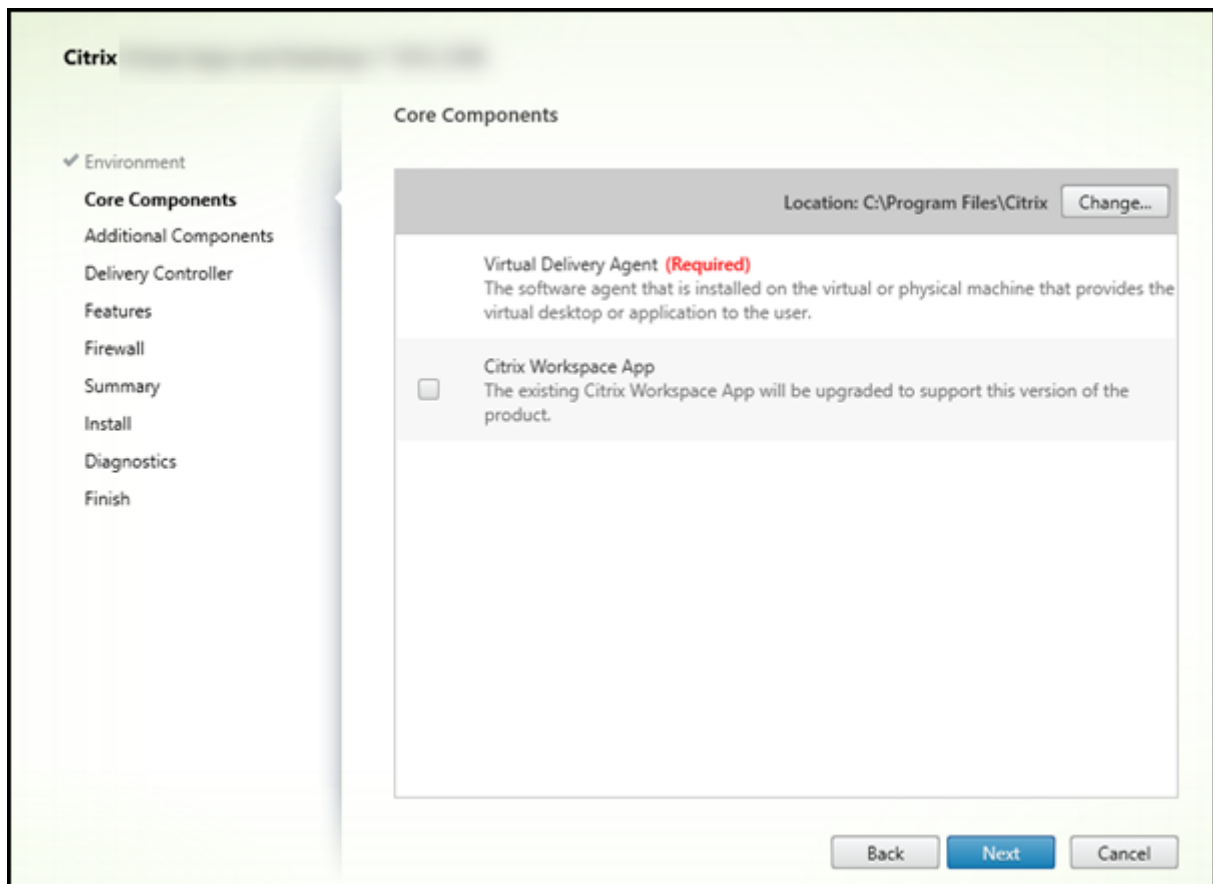 Citrix
Core Components
Environment
Core Components
Additional Components
Delivery Controller
Features
Firewall
Summary
Install
Diagnostics
Finish
Location: C:\Program Files\Citrix
Change...
Virtual Delivery Agent (Required)
The software agent that is installed on the virtual or physical machine that provides the
virtual desktop or application to the user.
Citrix Workspace App
The existing Citrix Workspace App will be upgraded to support this version of the
product.
Back
Next
Cancel